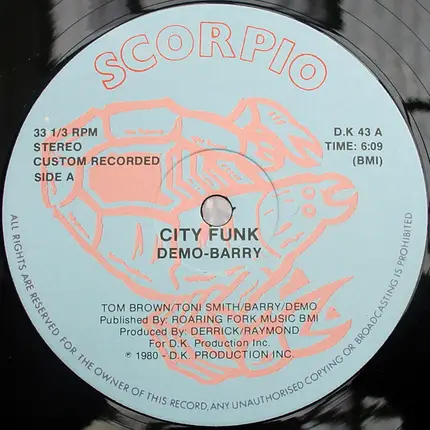 SCORPIO
33 1/3 RPM
STEREO
CUSTOM RECORDED
SIDE A
D.K 43 A
TIME: 6:09
(BMI)
CITY FUNK
DEMO-BARRY
TOM BROWN/TONI SMITH/BARRY/DEMO
Published By: ROARING FORK MUSIC BMI
Produced By: DERRICK/RAYMOND
For D.K. Production Inc.
℗ 1980 - D.K. PRODUCTION INC.
ALL RIGHTS ARE RESERVED FOR THE OWNER OF THIS RECORD, ANY UNAUTHORISED COPYING OR BROADCASTING IS PROHIBITED